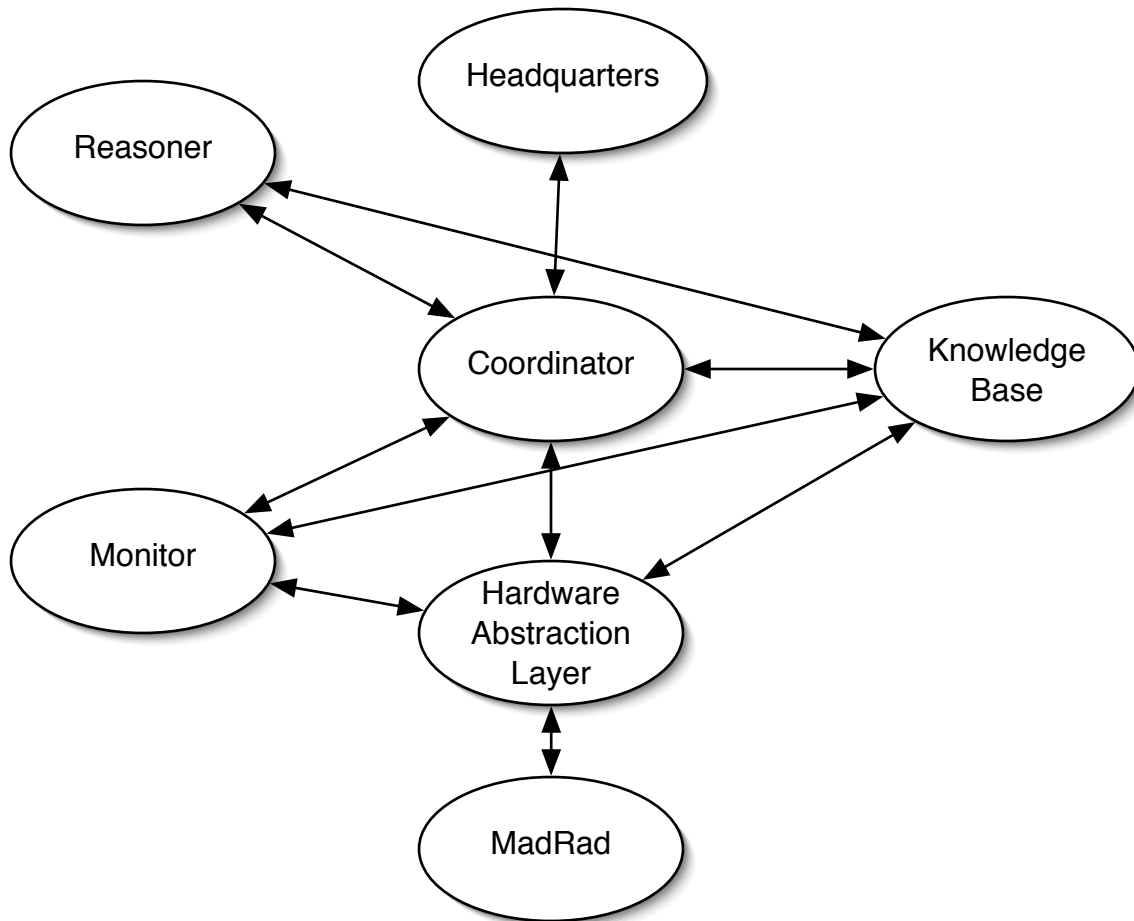 Headquarters
Reasoner
Coordinator
Knowledge
Base
Monitor
Hardware
Abstraction
Layer
MadRad